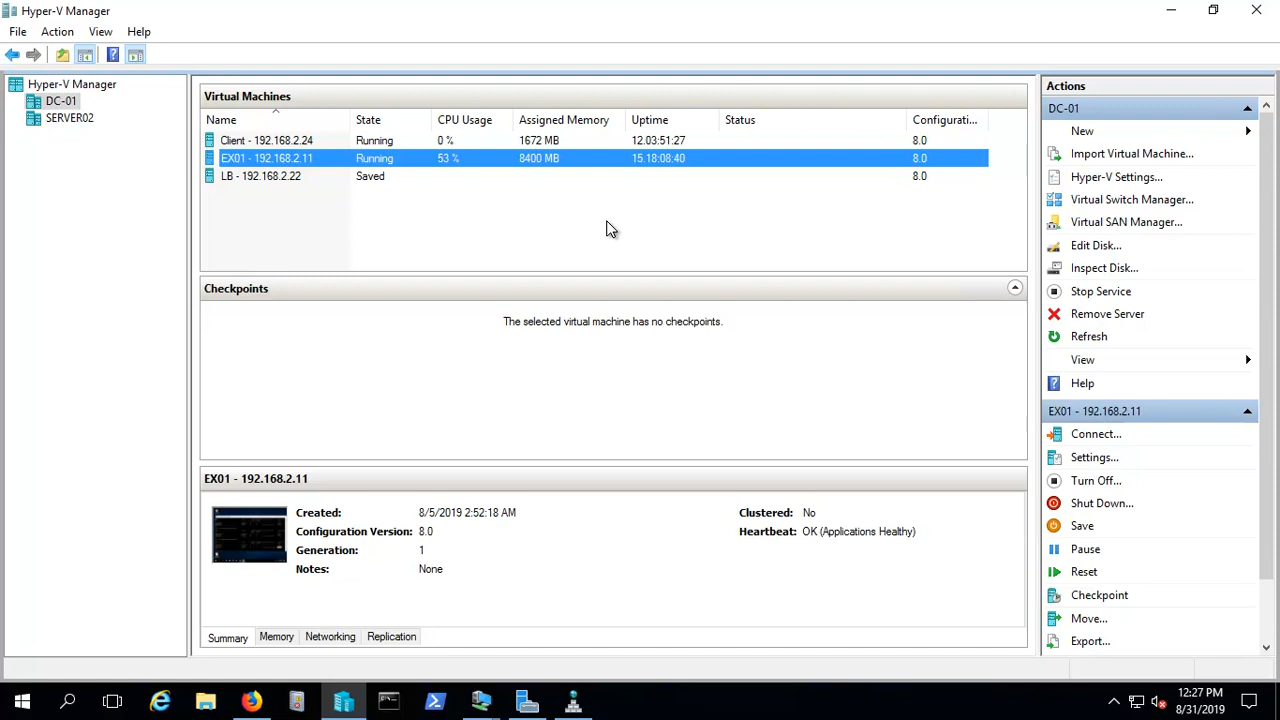 Hyper-V Manager
File Action View Help
Hyper-V Manager
DC-01
SERVER02
Virtual Machines
Name State CPU Usage Assigned Memory Uptime Status Configurati...
Client - 192.168.2.24 Running 0 % 1672 MB 12.03:51:27 8.0
EX01 - 192.168.2.11 Running 53 % 8400 MB 15.18:08:40 8.0
LB - 192.168.2.22 Saved 8.0
Checkpoints
The selected virtual machine has no checkpoints.
EX01 - 192.168.2.11
Created: 8/5/2019 2:52:18 AM Clustered: No
Configuration Version: 8.0 Heartbeat: OK (Applications Healthy)
Generation: 1
Notes: None
Summary Memory Networking Replication
Actions
DC-01
New
Import Virtual Machine...
Hyper-V Settings...
Virtual Switch Manager...
Virtual SAN Manager...
Edit Disk...
Inspect Disk...
Stop Service
Remove Server
Refresh
View
Help
EX01 - 192.168.2.11
Connect...
Settings...
Turn Off...
Shut Down...
Save
Pause
Reset
Checkpoint
Move...
Export...
12:27 PM
8/31/2019